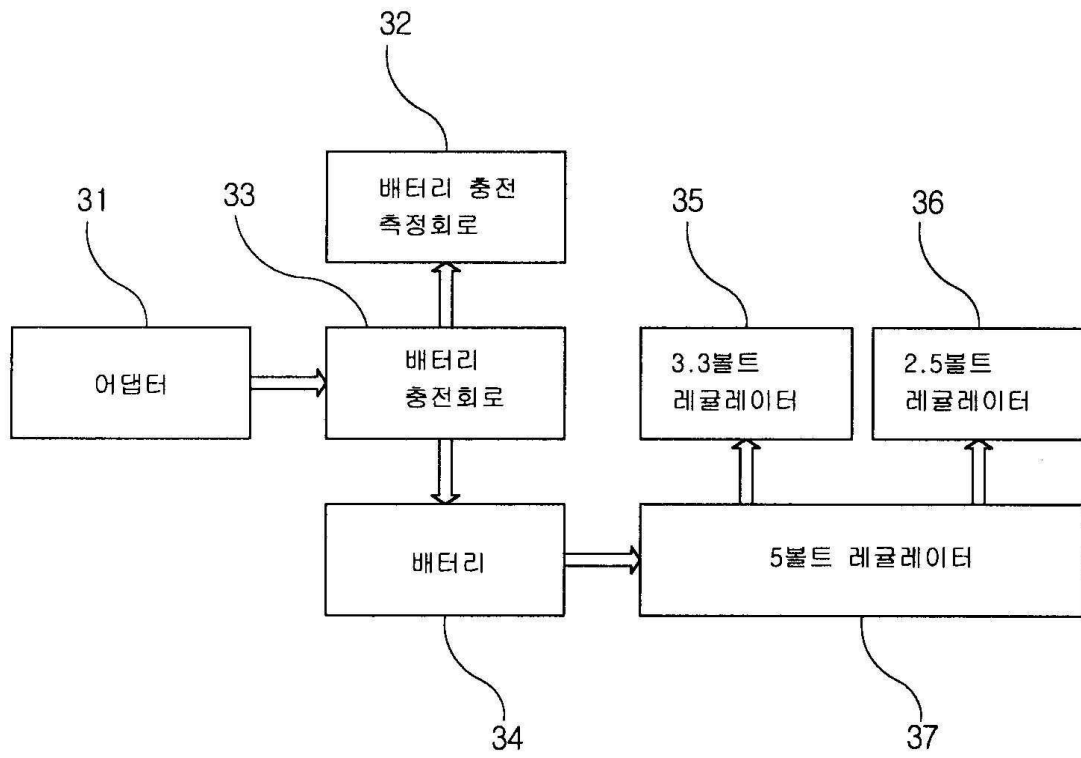 32
배터리 충전
측정회로
31
33
35
36
어댑터
배터리
충전회로
3.3볼트
레귤레이터
2.5볼트
레귤레이터
배터리
5볼트 레귤레이터
34
37